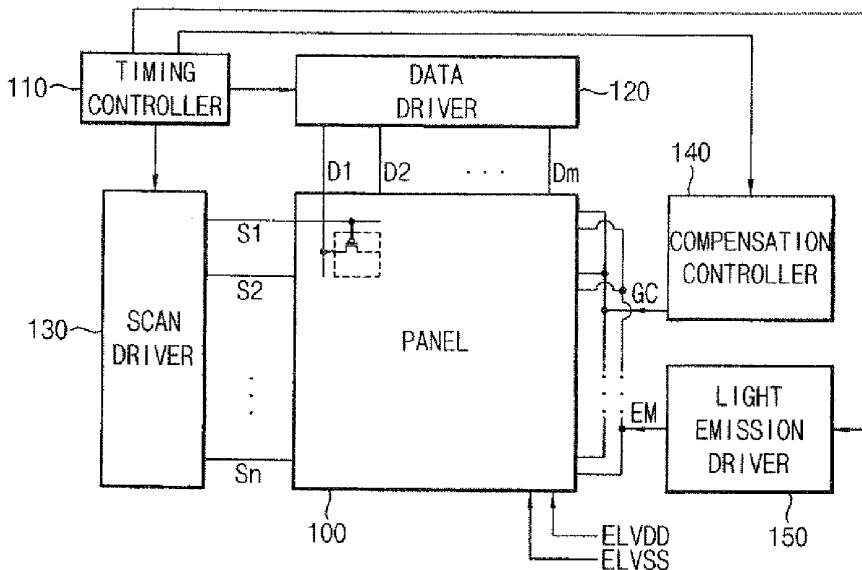 110
TIMING
CONTROLLER
DATA
DRIVER
120
D1
D2
. . .
Dm
140
COMPENSATION
CONTROLLER
S1
S2
130
SCAN
DRIVER
PANEL
GC
EM
LIGHT
EMISSION
DRIVER
Sn
100
150
ELVDD
ELVSS